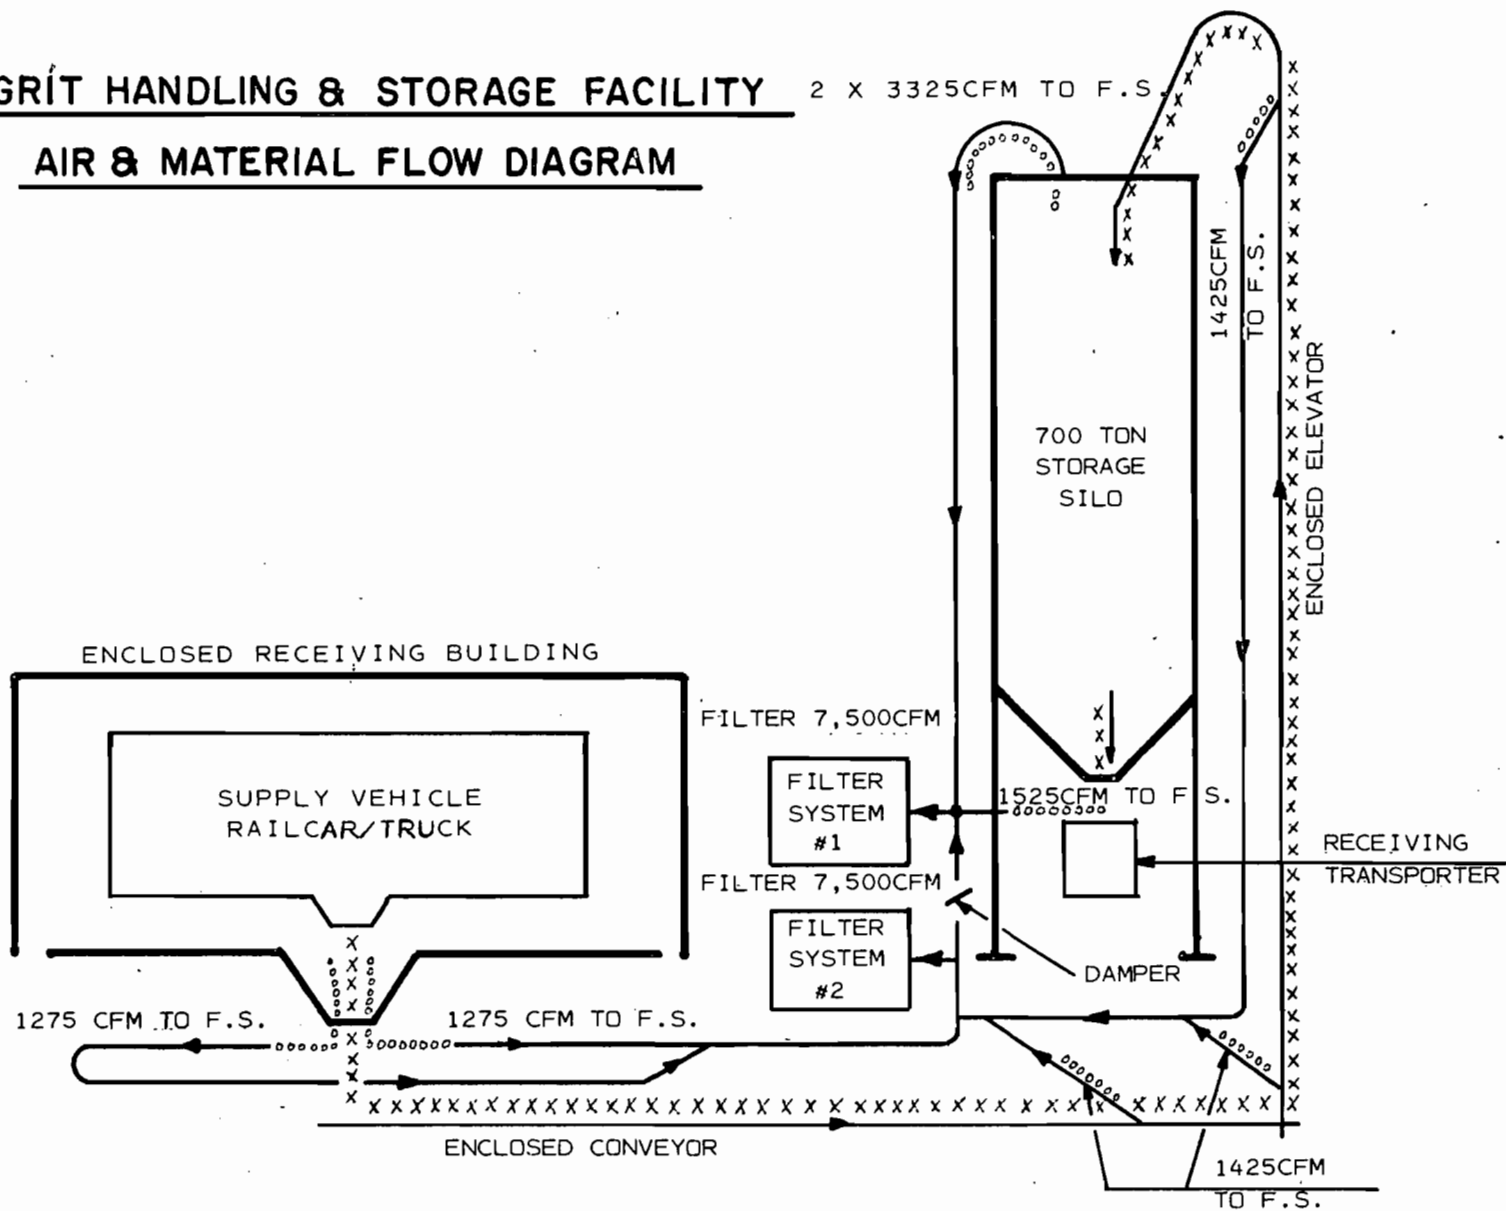 GRIT HANDLING & STORAGE FACILITY
AIR & MATERIAL FLOW DIAGRAM
2 X 3325CFM TO F.S.
1425CFM
TO F.S.
ENCLOSED ELEVATOR
700 TON
STORAGE
SILO
ENCLOSED RECEIVING BUILDING
SUPPLY VEHICLE
RAILCAR/TRUCK
FILTER 7,500CFM
FILTER
SYSTEM
#1
1525CFM TO F S.
RECEIVING
TRANSPORTER
FILTER 7,500CFM
FILTER
SYSTEM
#2
DAMPER
1275 CFM TO F.S.
1275 CFM TO F.S.
ENCLOSED CONVEYOR
1425CFM
TO F.S.